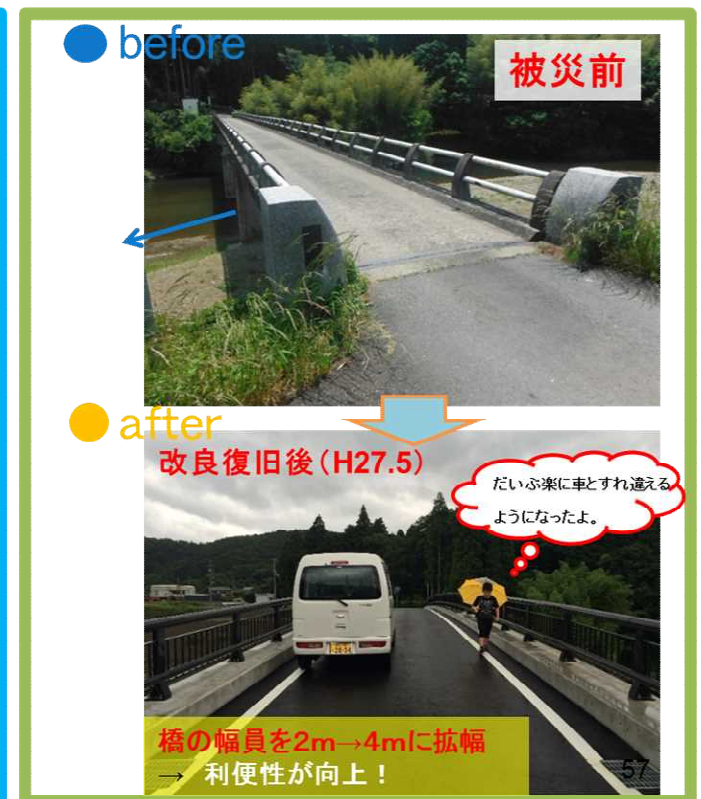 before
被災前
after
改良復旧後（H27.5）
だいぶ楽に車とすれ違える
ようになったよ。
橋の幅員を2m→4mに拡幅
→ 利便性が向上！
57